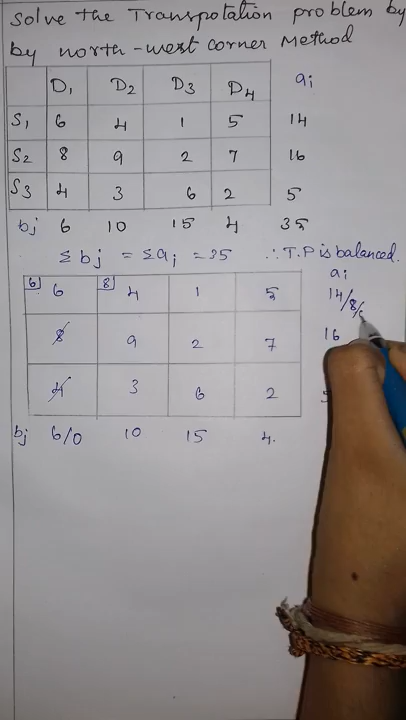 Solve the Transpotation problem by
by north-west corner Method
D1 D2 D3 D4 ai
S1 6 4 1 5 14
S2 8 9 2 7 16
S3 4 3 6 2 5
bj 6 10 15 4 35
Σbj = Σai = 35 ∴ T.P is balanced.
ai
6 6 8 4 1 5 14/8/
8 9 2 7 16
4 3 6 2 5
bj 6/0 10 15 4.